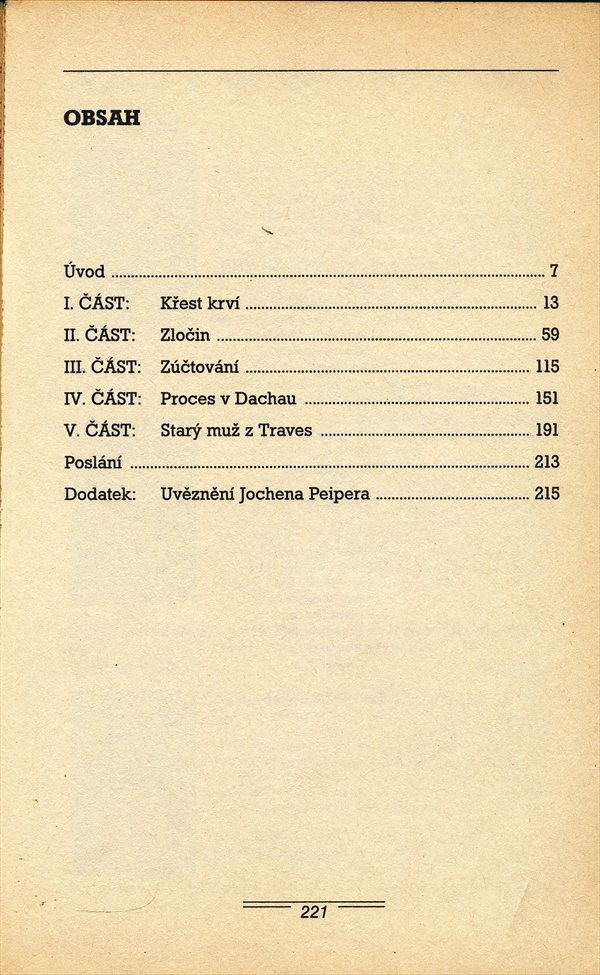 OBSAH
Úvod ........ 7
I. ČÁST: Křest krví ........ 13
II. ČÁST: Zločin ........ 59
III. ČÁST: Zúčtování ........ 115
IV. ČÁST: Proces v Dachau ........ 151
V. ČÁST: Starý muž z Traves ........ 191
Poslání ........ 213
Dodatek: Uvěznění Jochena Peipera ........ 215
221